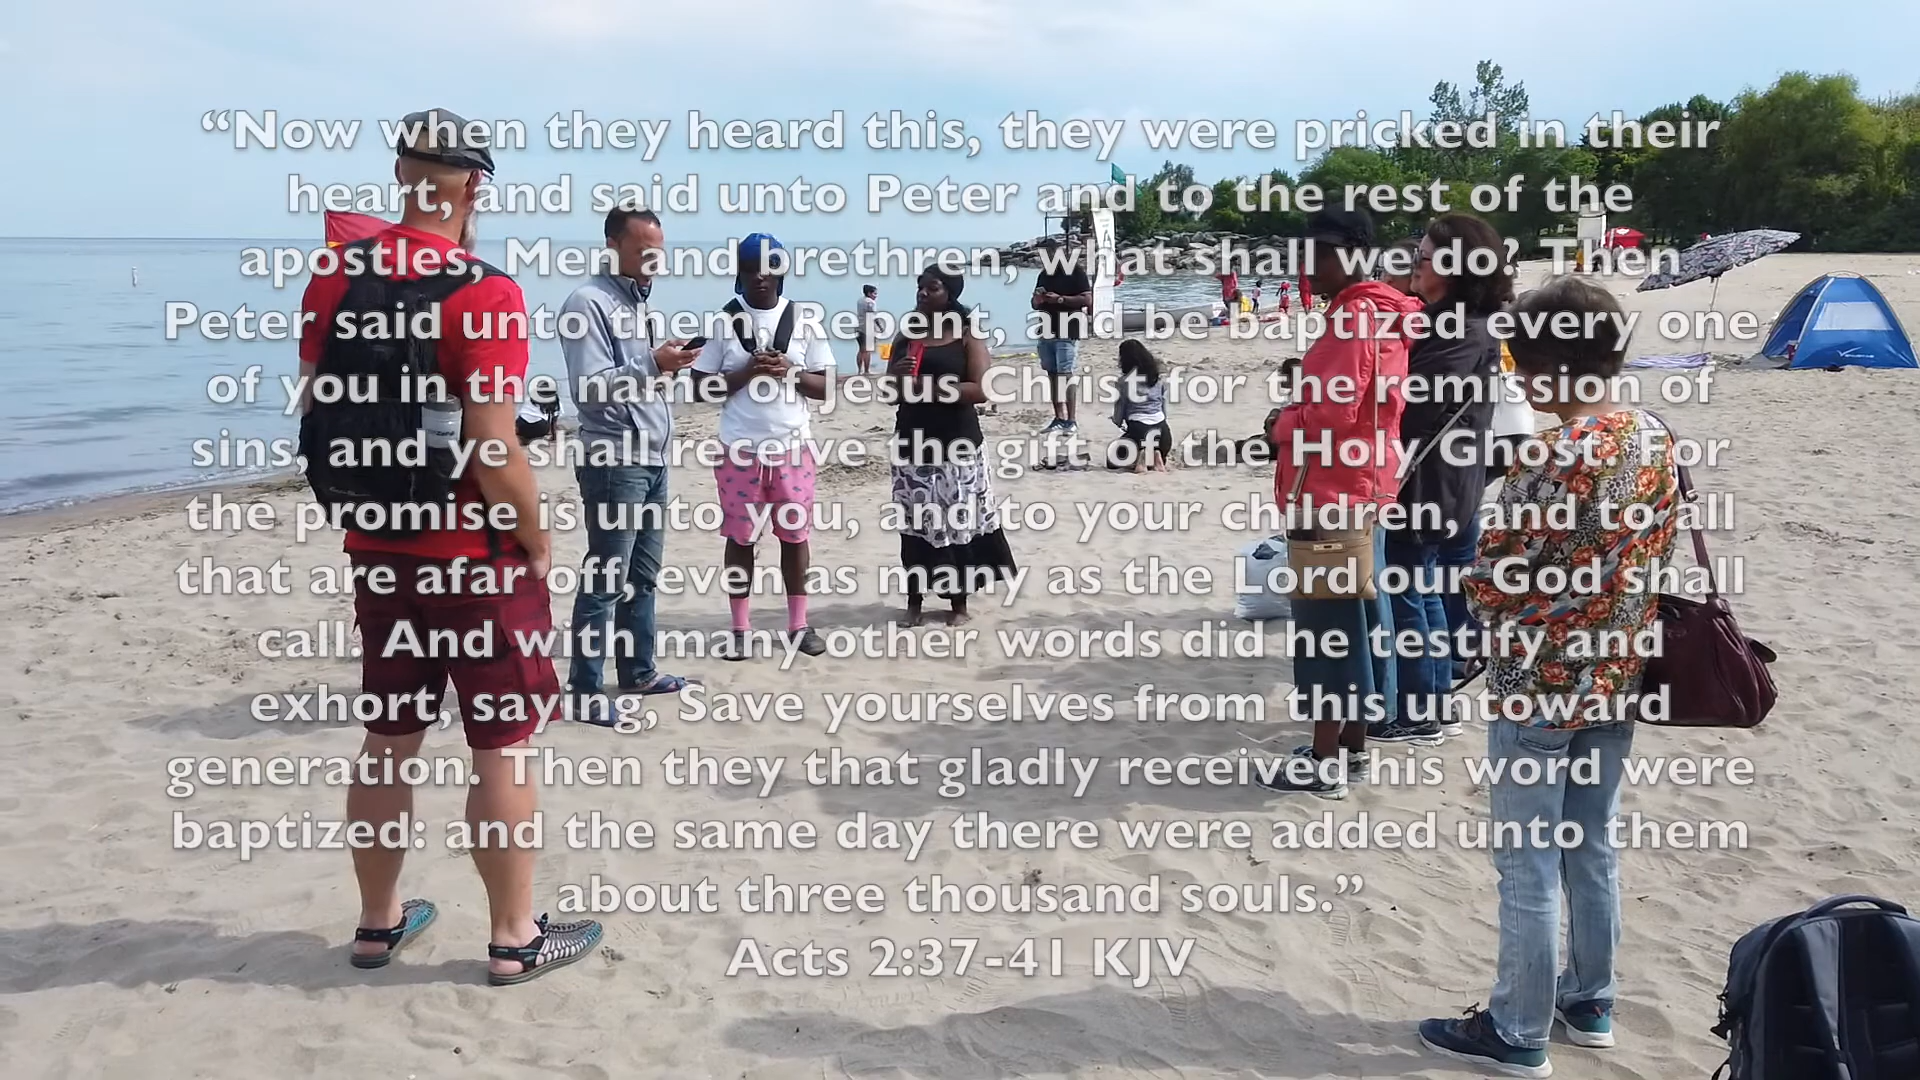 “Now when they heard this, they were pricked in their
heart, and said unto Peter and to the rest of the
apostles, Men and brethren, what shall we do? Then
Peter said unto them, Repent, and be baptized every one
of you in the name of Jesus Christ for the remission of
sins, and ye shall receive the gift of the Holy Ghost. For
the promise is unto you, and to your children, and to all
that are afar off, even as many as the Lord our God shall
call. And with many other words did he testify and
exhort, saying, Save yourselves from this untoward
generation. Then they that gladly received his word were
baptized: and the same day there were added unto them
about three thousand souls.”
Acts 2:37-41 KJV